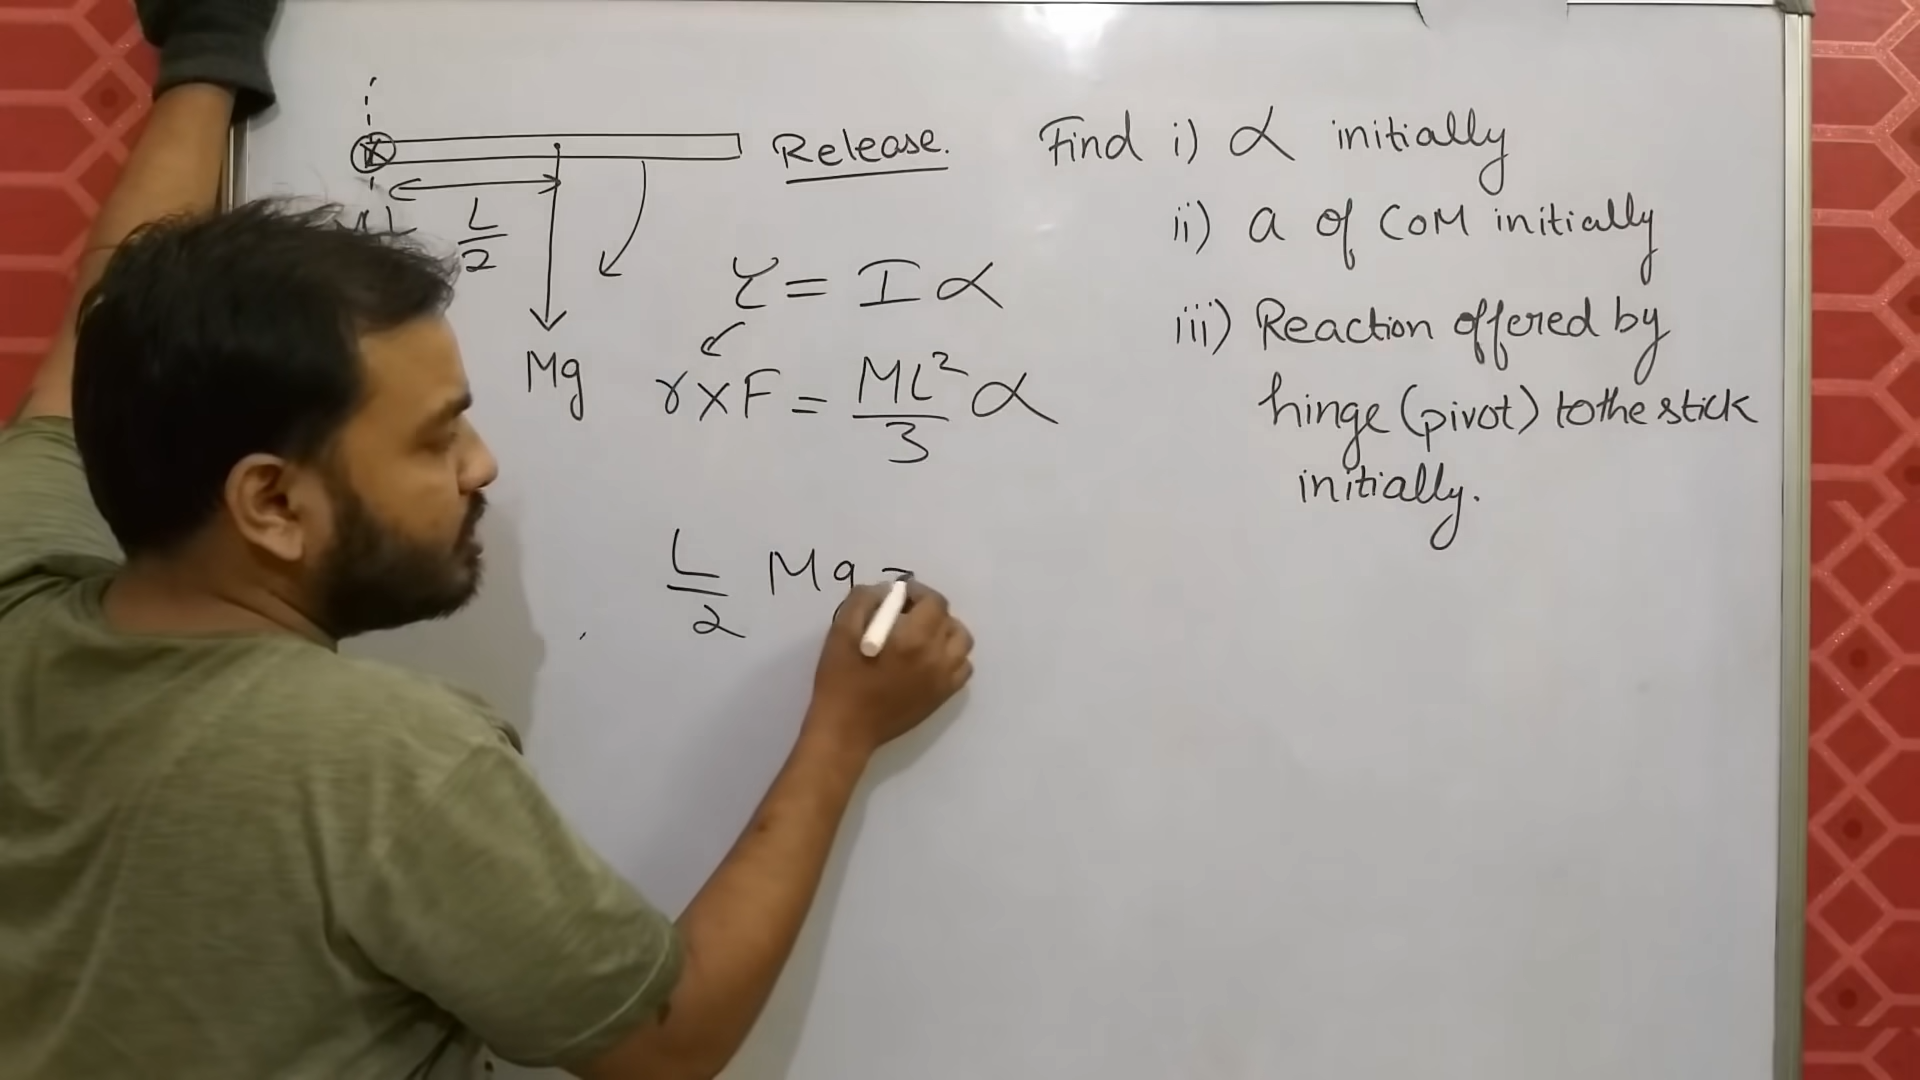 Release.
L/2
Mg
τ = I α
r x F = ML²/3 α
L/2 Mg =
Find i) α initially
ii) a of CoM initially
iii) Reaction offered by
hinge (pivot) to the stick
initially.